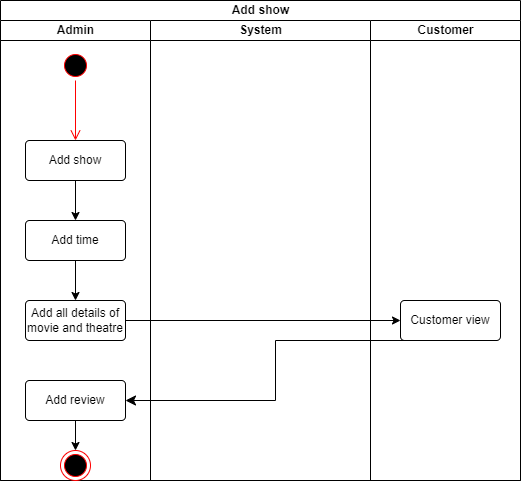 Add show
Admin
System
Customer
Add show
Add time
Add all details of
movie and theatre
Customer view
Add review